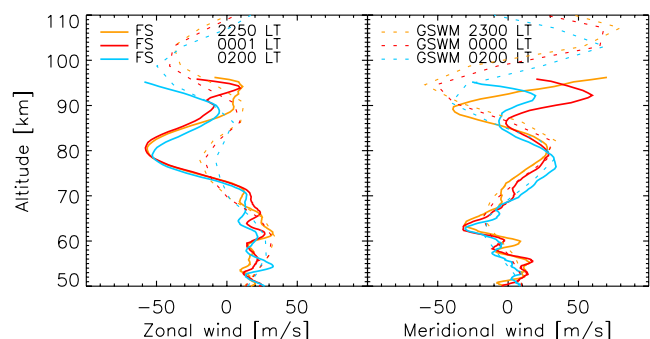 110
100
90
80
70
60
50
Altitude [km]
FS 2250 LT
FS 0001 LT
FS 0200 LT
GSWM 2300 LT
GSWM 0000 LT
GSWM 0200 LT
−50 0 50
−50 0 50
Zonal wind [m/s]
Meridional wind [m/s]